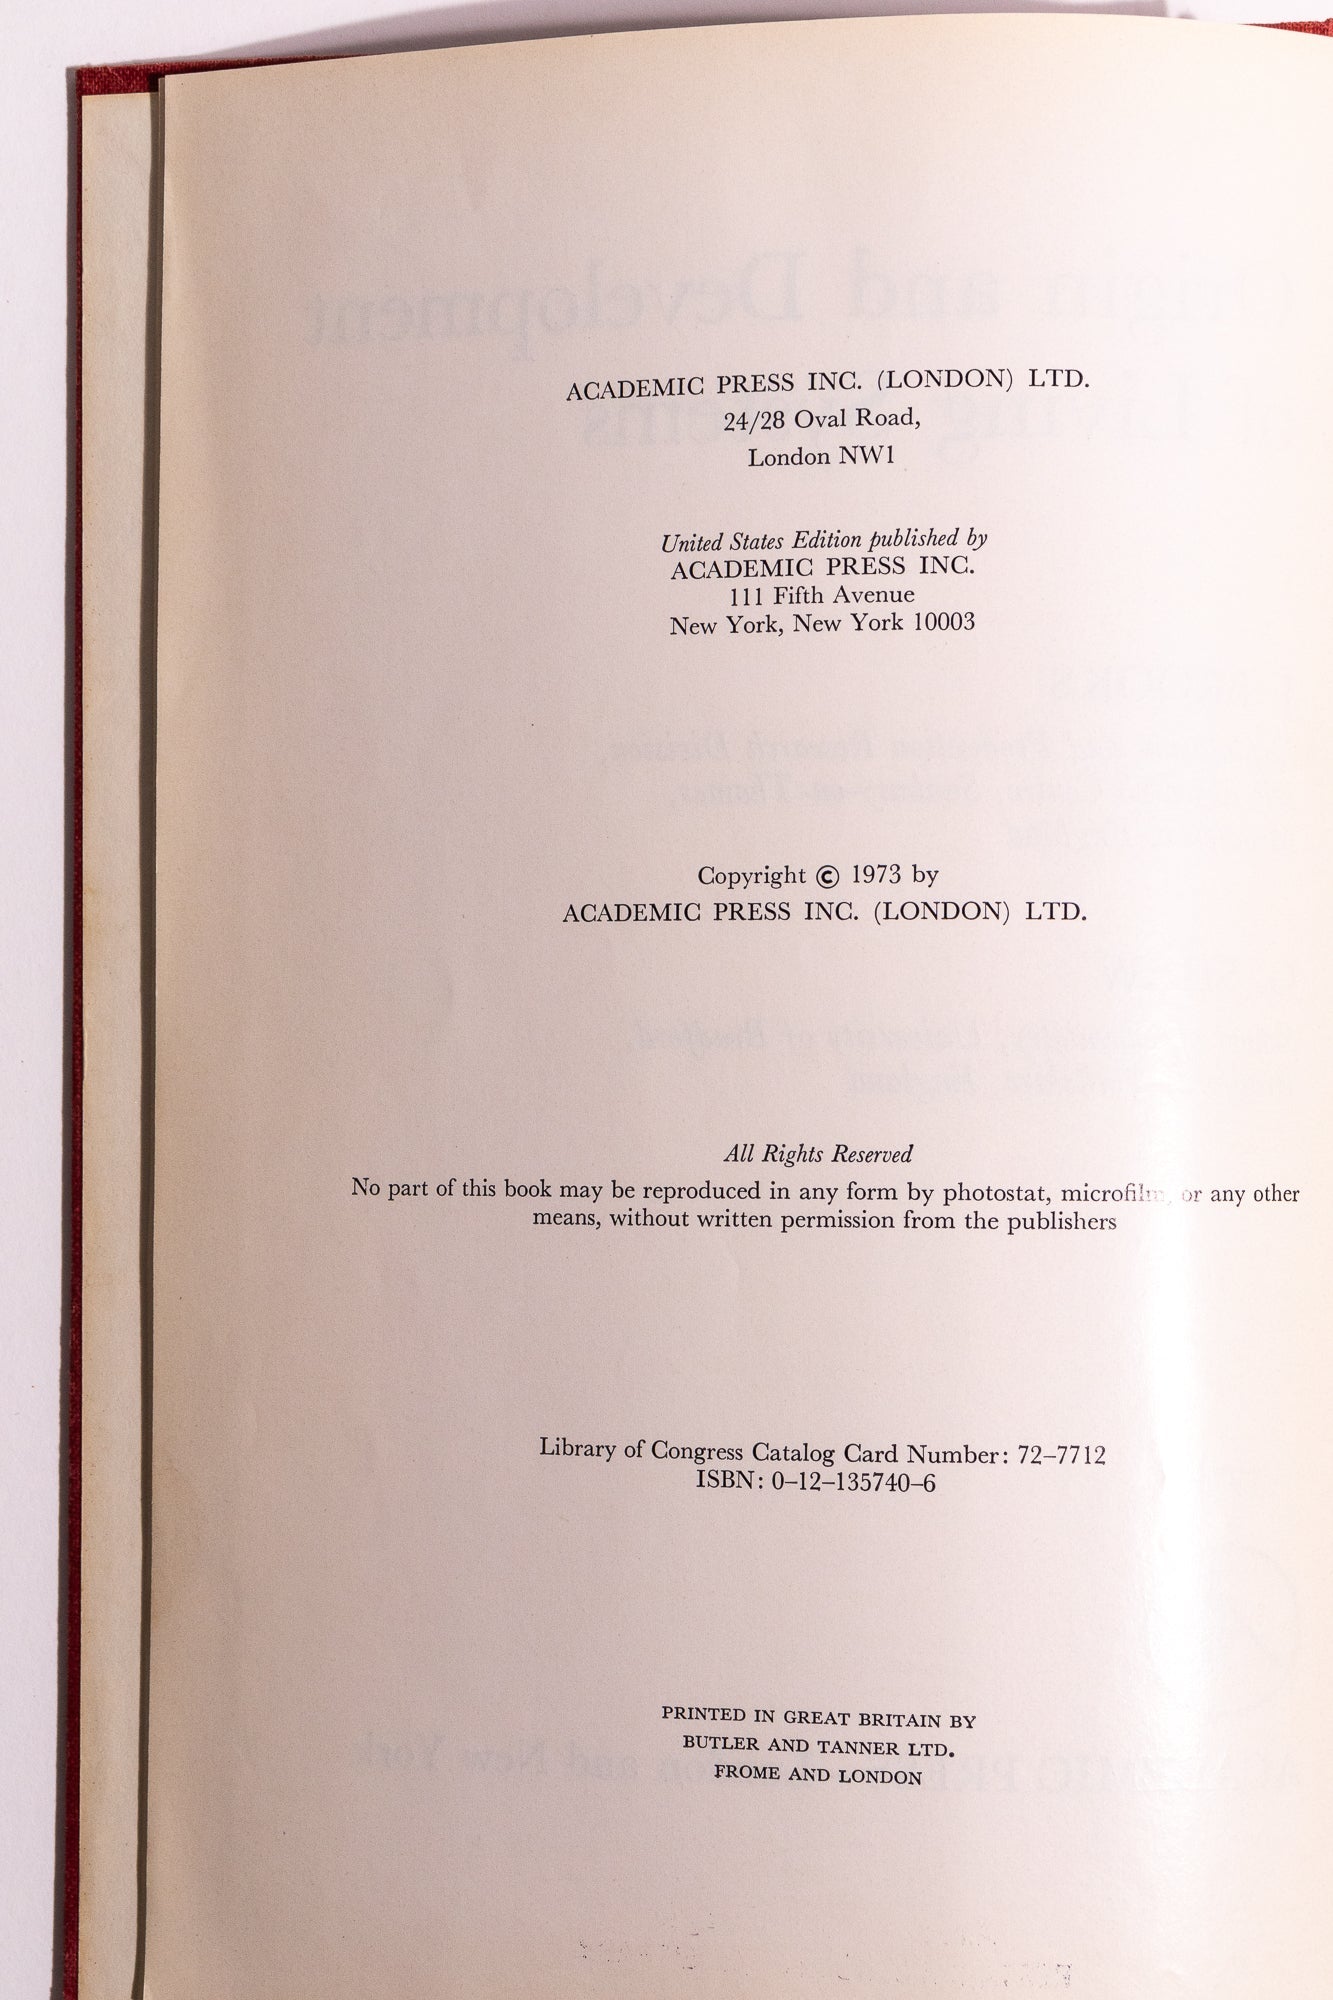 ACADEMIC PRESS INC. (LONDON) LTD.
24/28 Oval Road,
London NW1
United States Edition published by
ACADEMIC PRESS INC.
111 Fifth Avenue
New York, New York 10003
Copyright © 1973 by
ACADEMIC PRESS INC. (LONDON) LTD.
All Rights Reserved
No part of this book may be reproduced in any form by photostat, microfilm, or any other
means, without written permission from the publishers
Library of Congress Catalog Card Number: 72–7712
ISBN: 0–12–135740–6
PRINTED IN GREAT BRITAIN BY
BUTLER AND TANNER LTD.
FROME AND LONDON